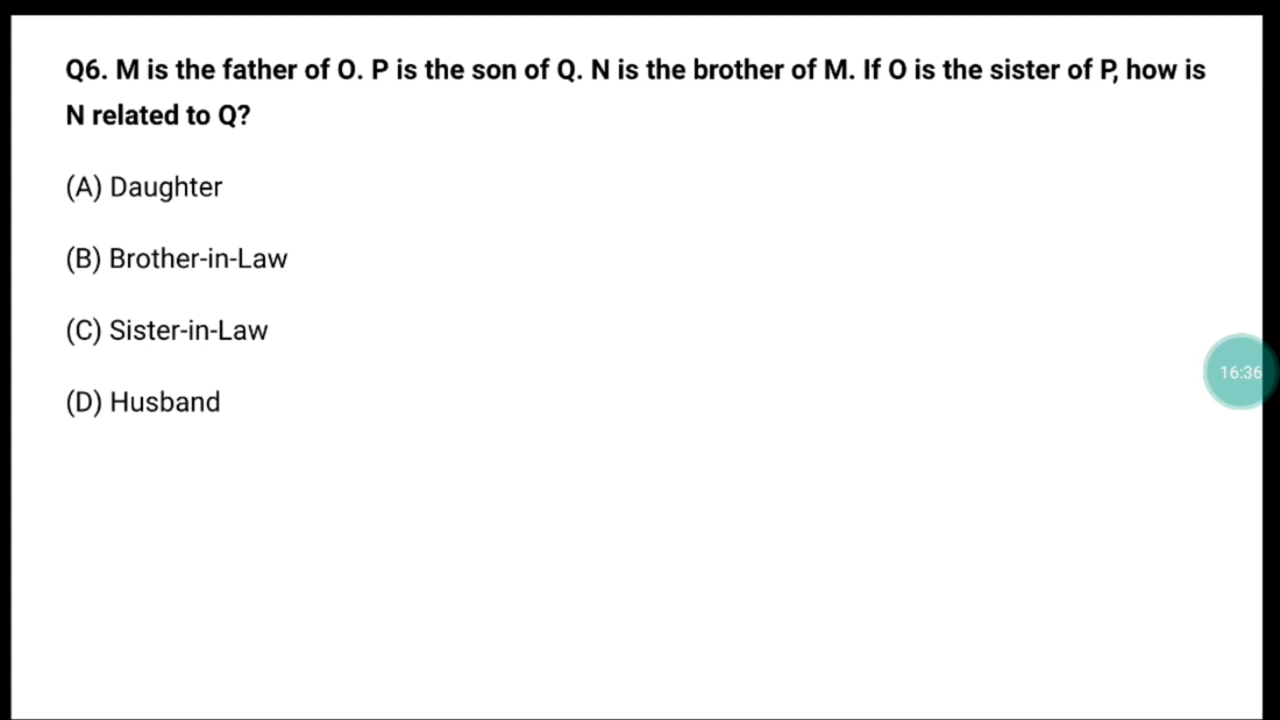 Q6. M is the father of O. P is the son of Q. N is the brother of M. If O is the sister of P, how is
N related to Q?
(A) Daughter
(B) Brother-in-Law
(C) Sister-in-Law
16:36
(D) Husband